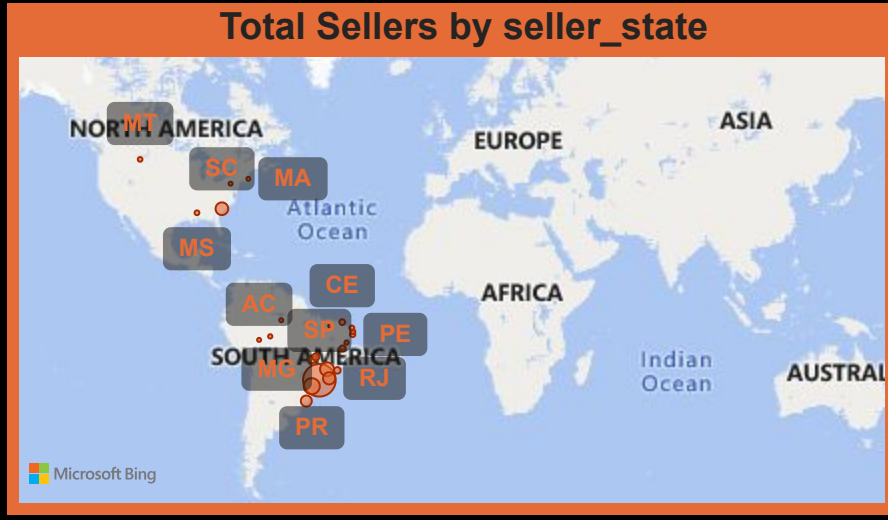 Total Sellers by seller_state
MT
NORTH AMERICA
ASIA
EUROPE
SC
MA
Atlantic
Ocean
MS
CE
AC
AFRICA
SP
PE
SOUTH AMERICA
MG
RJ
Indian
Ocean
AUSTRAL
PR
Microsoft Bing